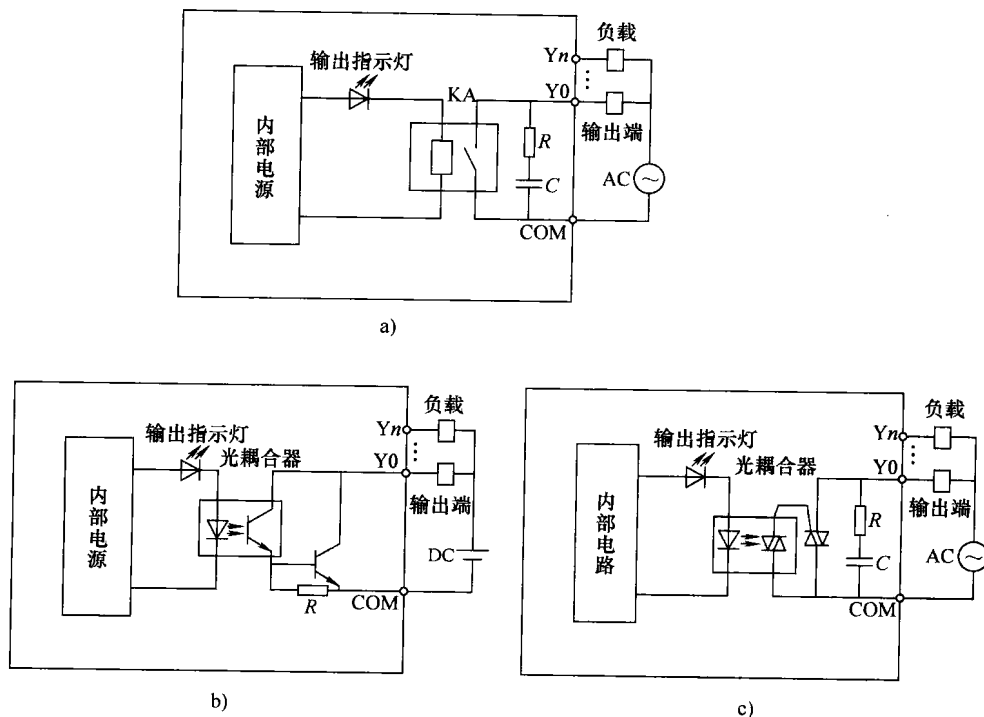 负载
Yn
输出指示灯
KA
Y0
输出端
内部电源
R
C
AC
COM
a)
负载
Yn
输出指示灯
光耦合器
Y0
输出端
内部电源
DC
R
COM
b)
负载
Yn
输出指示灯
光耦合器
Y0
输出端
内部电路
R
C
AC
COM
c)